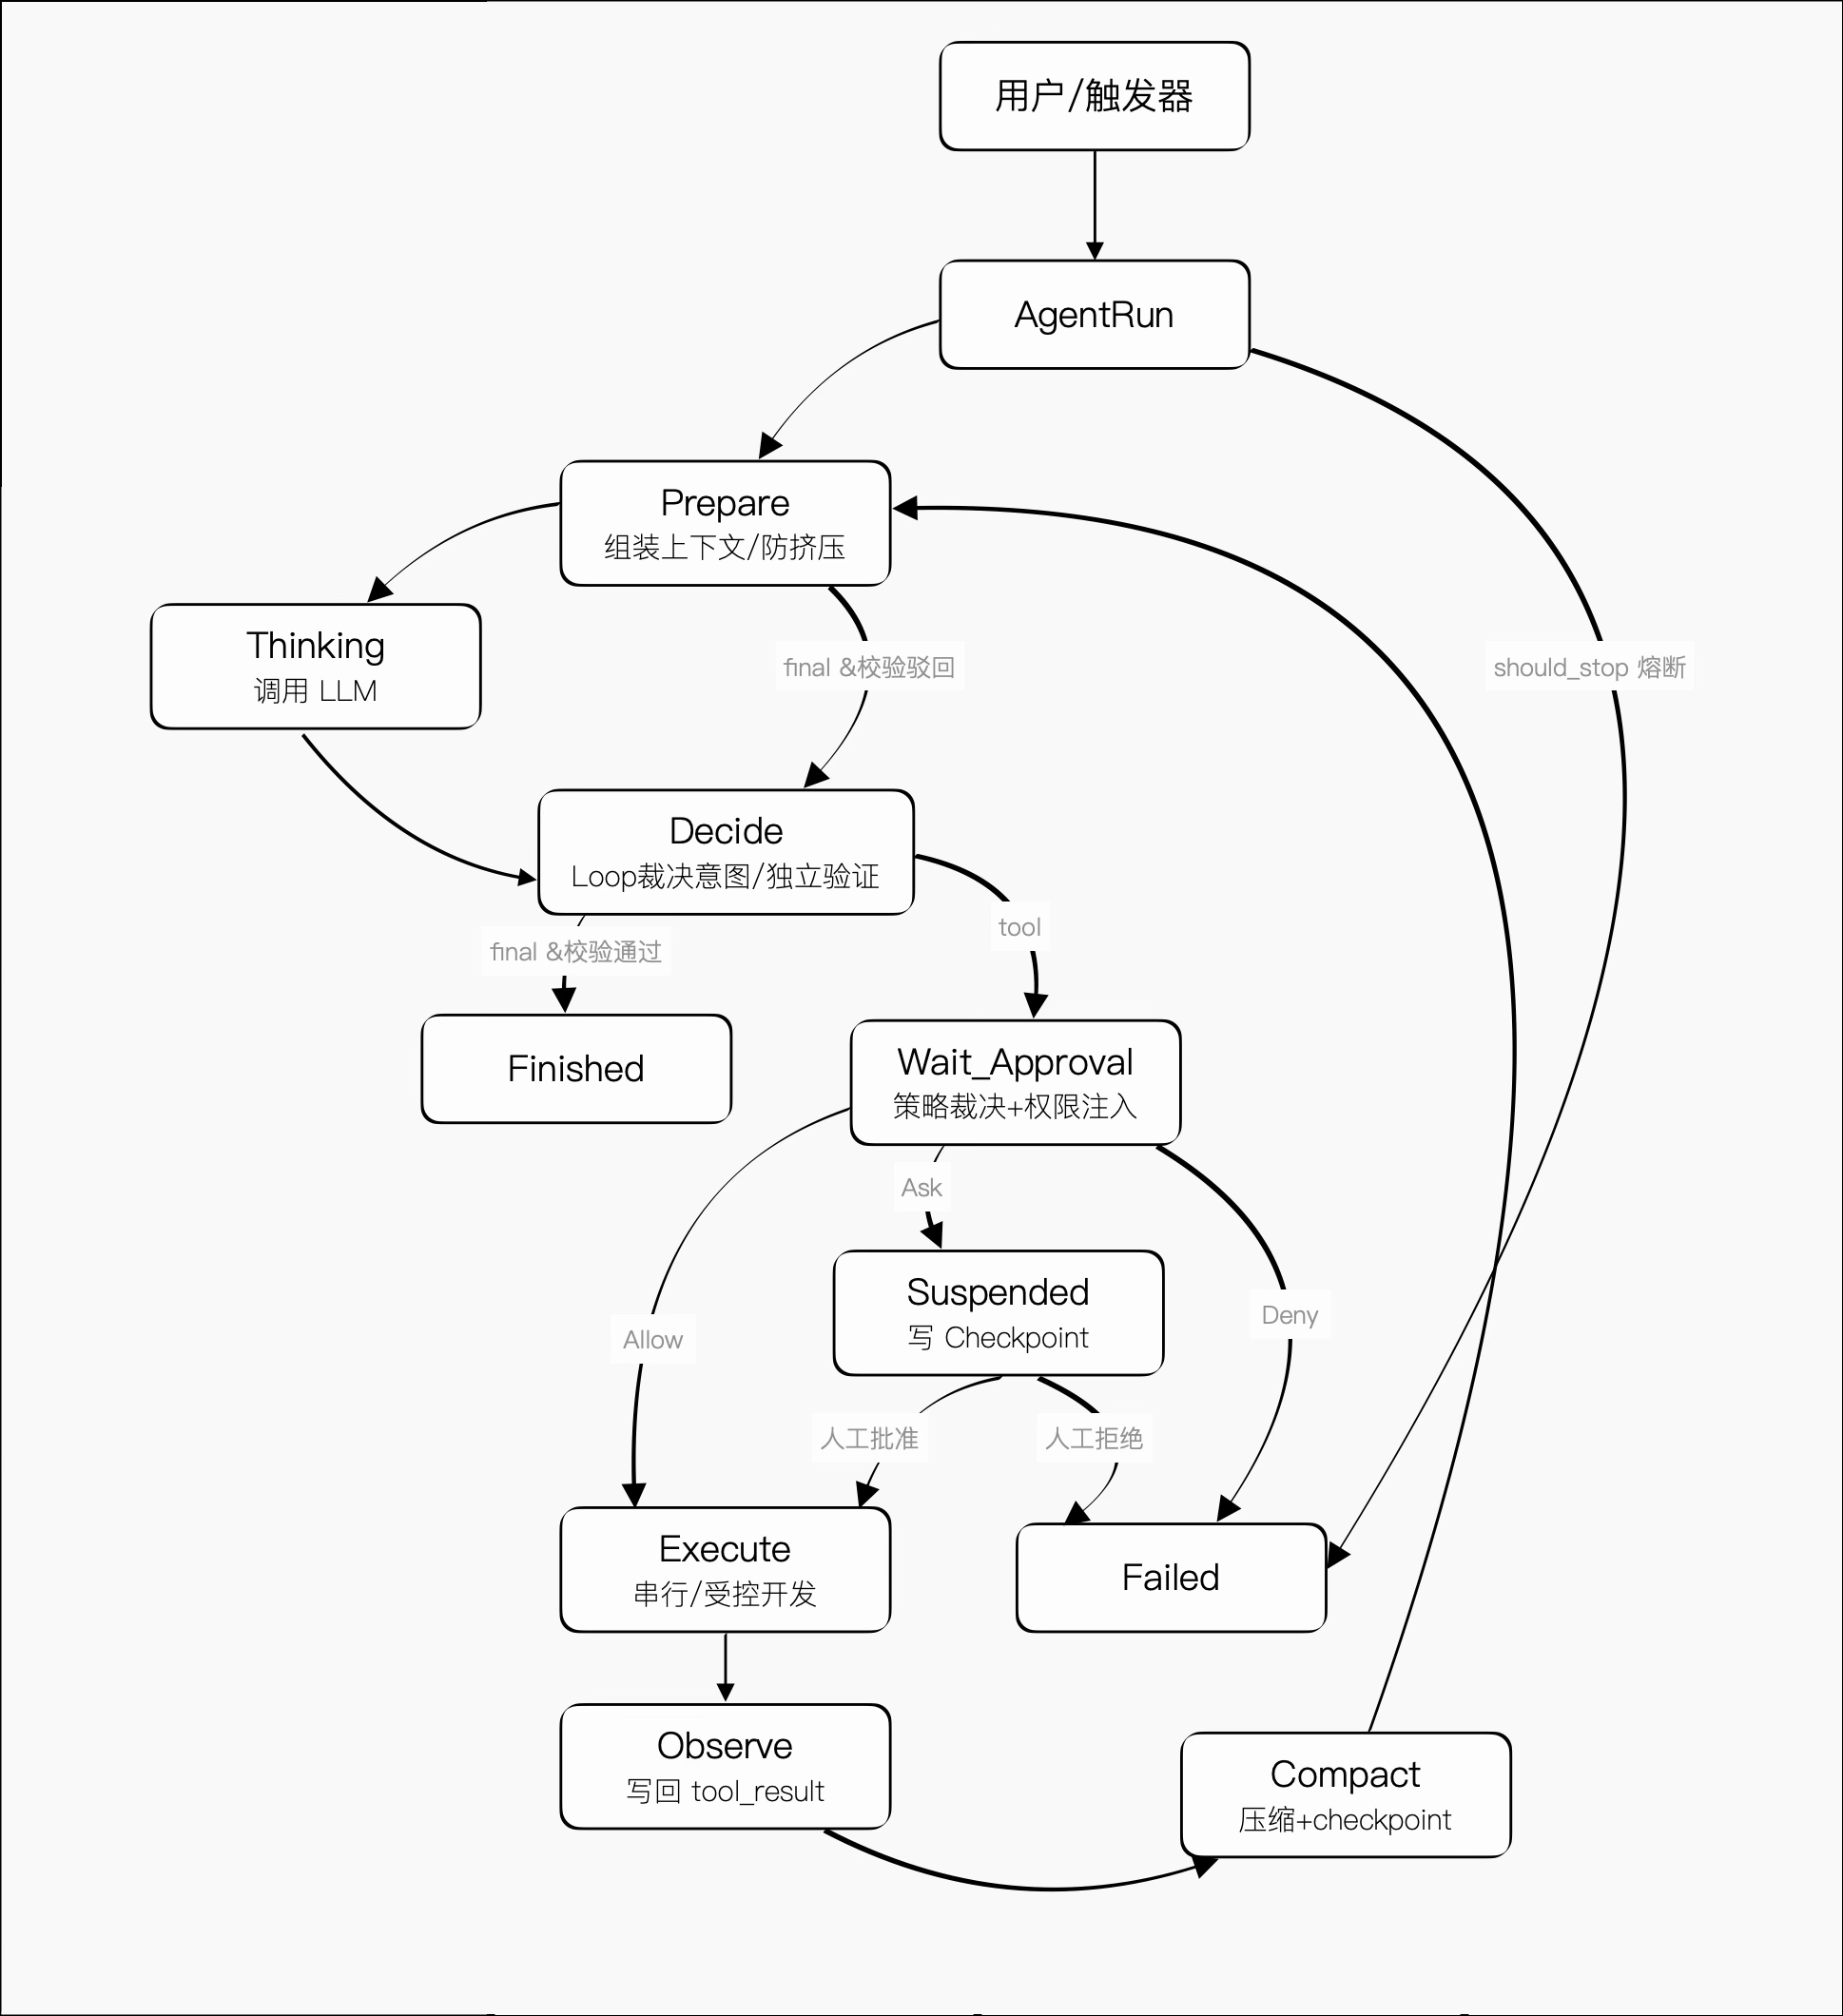 用户/触发器
AgentRun
Prepare
组装上下文/防挤压
Thinking
调用 LLM
final &校验驳回
should_stop 熔断
Decide
Loop裁决意图/独立验证
tool
final &校验通过
Finished
Wait_Approval
策略裁决+权限注入
Ask
Suspended
写 Checkpoint
Deny
Allow
人工批准
人工拒绝
Execute
串行/受控开发
Failed
Observe
写回 tool_result
Compact
压缩+checkpoint